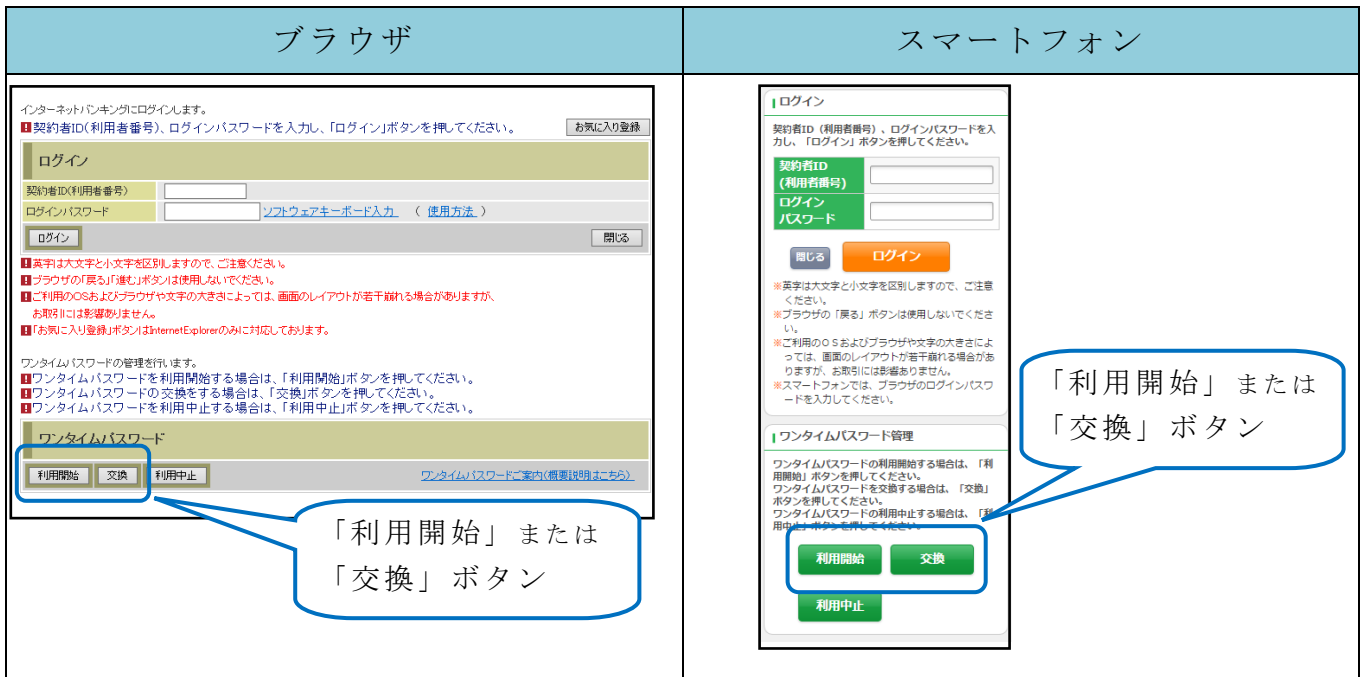 ブラウザ
インターネットバンキングにログインします。
契約者ID(利用者番号)、ログインパスワードを入力し、「ログイン」ボタンを押してください。
お気に入り登録
ログイン
契約者ID(利用者番号)
ログインパスワード ソフトウェアキーボード入力 ( 使用方法 )
ログイン 閉じる
英字は大文字と小文字を区別しますので、ご注意ください。
ブラウザの「戻る」「進む」ボタンは使用しないでください。
ご利用のOSおよびブラウザや文字の大きさによっては、画面のレイアウトが若干崩れる場合がありますが、
お取引には影響ありません。
「お気に入り登録」ボタンはInternetExplorerのみに対応しております。
ワンタイムパスワードの管理を行います。
ワンタイムパスワードを利用開始する場合は、「利用開始」ボタンを押してください。
ワンタイムパスワードの交換をする場合は、「交換」ボタンを押してください。
ワンタイムパスワードを利用中止する場合は、「利用中止」ボタンを押してください。
ワンタイムパスワード
利用開始 交換 利用中止 ワンタイムパスワードご案内(概要説明はこちら)
「利用開始」または
「交換」ボタン
スマートフォン
ログイン
契約者ID（利用者番号）、ログインパスワードを入
力し、「ログイン」ボタンを押してください。
契約者ID
(利用者番号)
ログイン
パスワード
閉じる ログイン
※英字は大文字と小文字を区別しますので、ご注意
ください。
※ブラウザの「戻る」ボタンは使用しないでくださ
い。
※ご利用のＯＳおよびブラウザや文字の大きさによ
っては、画面のレイアウトが若干崩れる場合があ
りますが、お取引には影響ありません。
※スマートフォンでは、ブラウザのログインパスワ
ードを入力してください。
ワンタイムパスワード管理
ワンタイムパスワードの利用開始する場合は、「利
用開始」ボタンを押してください。
ワンタイムパスワードを交換する場合は、「交換」
ボタンを押してください。
ワンタイムパスワードの利用中止する場合は、「利
用中止」ボタンを押してください。
利用開始 交換
利用中止
「利用開始」または
「交換」ボタン